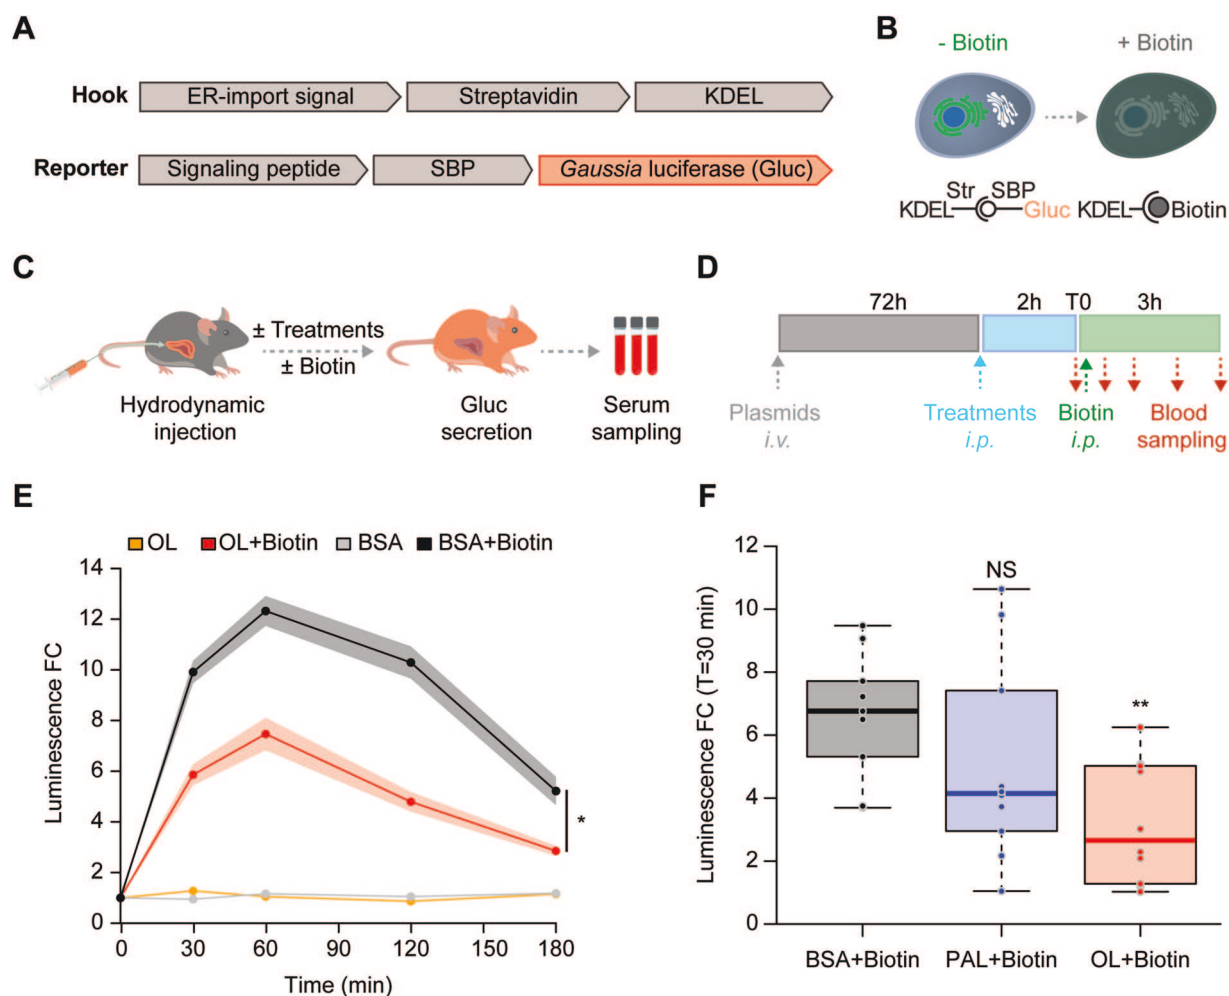 A
Hook
ER-import signal
Streptavidin
KDEL
Reporter
Signaling peptide
SBP
Gaussia luciferase (Gluc)
B
- Biotin
+ Biotin
Str
SBP
KDEL
Gluc
KDEL
Biotin
C
± Treatments
± Biotin
Hydrodynamic
injection
Gluc
secretion
Serum
sampling
D
72h
2h
T0
3h
Plasmids
i.v.
Treatments
i.p.
Biotin
i.p.
Blood
sampling
E
OL
OL+Biotin
BSA
BSA+Biotin
Luminescence FC
14
12
10
8
6
4
2
0
*
0
30
60
90
120
150
180
Time (min)
F
Luminescence FC (T=30 min)
12
10
8
6
4
2
0
NS
**
BSA+Biotin
PAL+Biotin
OL+Biotin